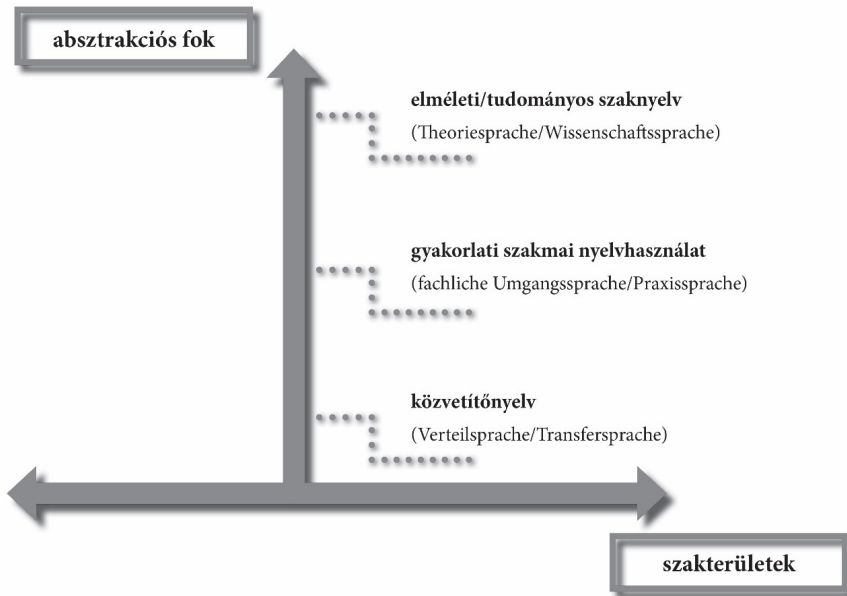 absztrakciós fok
elméleti/tudományos szaknyelv
(Theoriesprache/Wissenschaftssprache)
gyakorlati szakmai nyelvhasználat
(fachliche Umgangssprache/Praxissprache)
közvetítőnyelv
(Verteilsprache/Transfersprache)
szakterületek